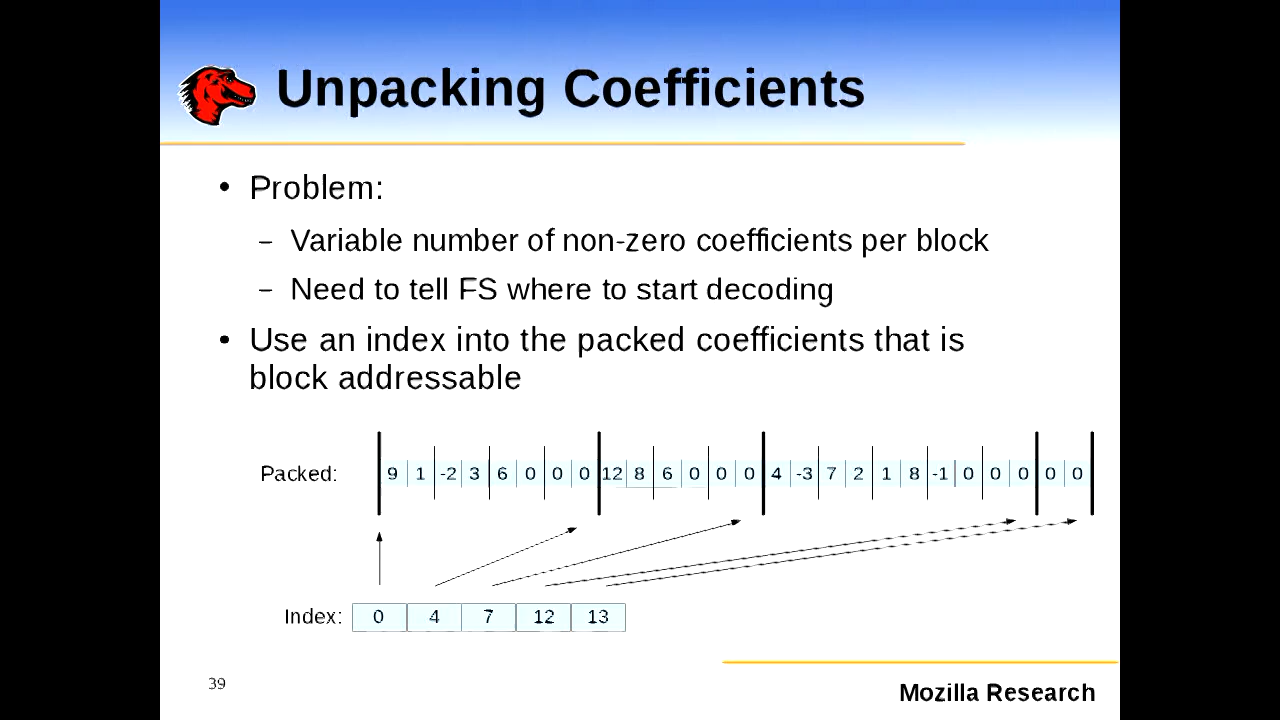 Unpacking Coefficients
• Problem:
– Variable number of non-zero coefficients per block
– Need to tell FS where to start decoding
• Use an index into the packed coefficients that is
block addressable
Packed: 9 1 -2 3 6 0 0 0 12 8 6 0 0 0 4 -3 7 2 1 8 -1 0 0 0 0 0
Index: 0 4 7 12 13
39
Mozilla Research